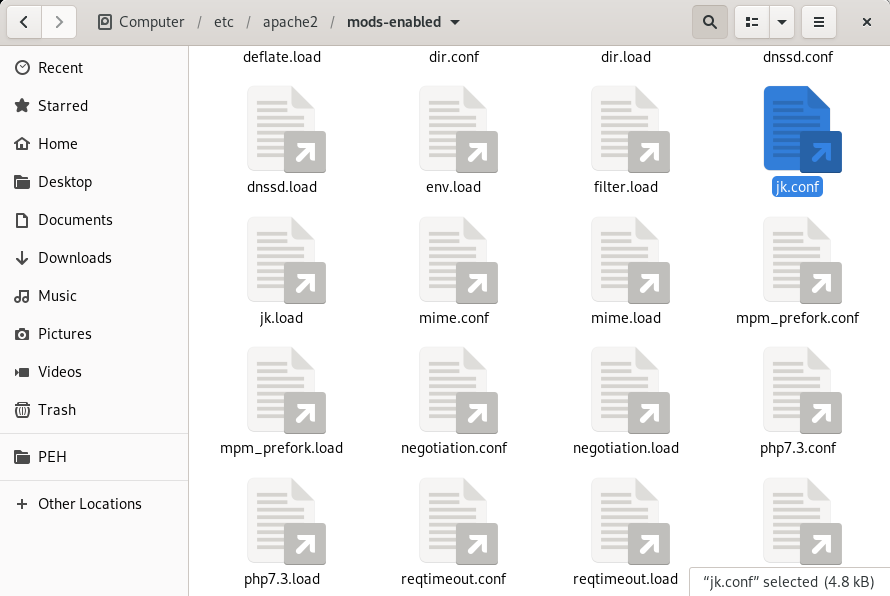 Computer / etc / apache2 / mods-enabled
Recent
Starred
Home
Desktop
Documents
Downloads
Music
Pictures
Videos
Trash
PEH
Other Locations
deflate.load dir.conf dir.load dnssd.conf
dnssd.load env.load filter.load jk.conf
jk.load mime.conf mime.load mpm_prefork.conf
mpm_prefork.load negotiation.conf negotiation.load php7.3.conf
php7.3.load reqtimeout.conf reqtimeout.load
“jk.conf” selected (4.8 kB)